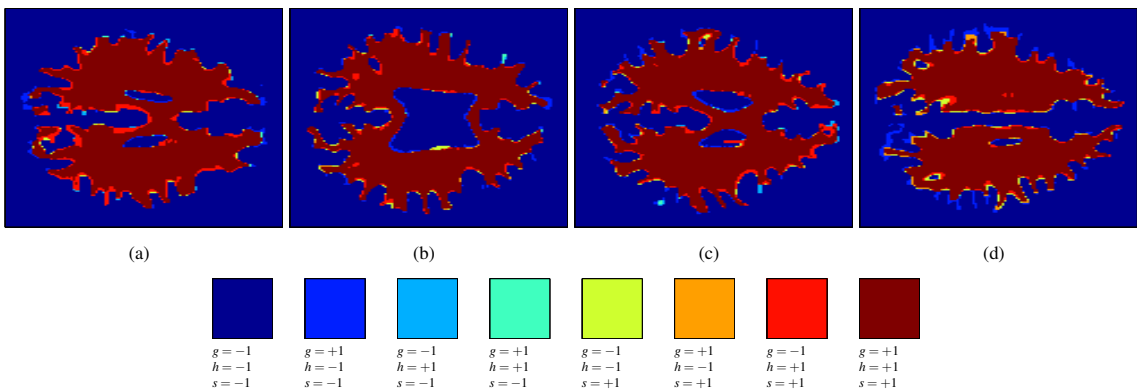 (a) (b) (c) (d)
g = −1 g = +1 g = −1 g = +1 g = −1 g = +1 g = −1 g = +1
h = −1 h = −1 h = +1 h = +1 h = −1 h = −1 h = +1 h = +1
s = −1 s = −1 s = −1 s = −1 s = +1 s = +1 s = +1 s = +1